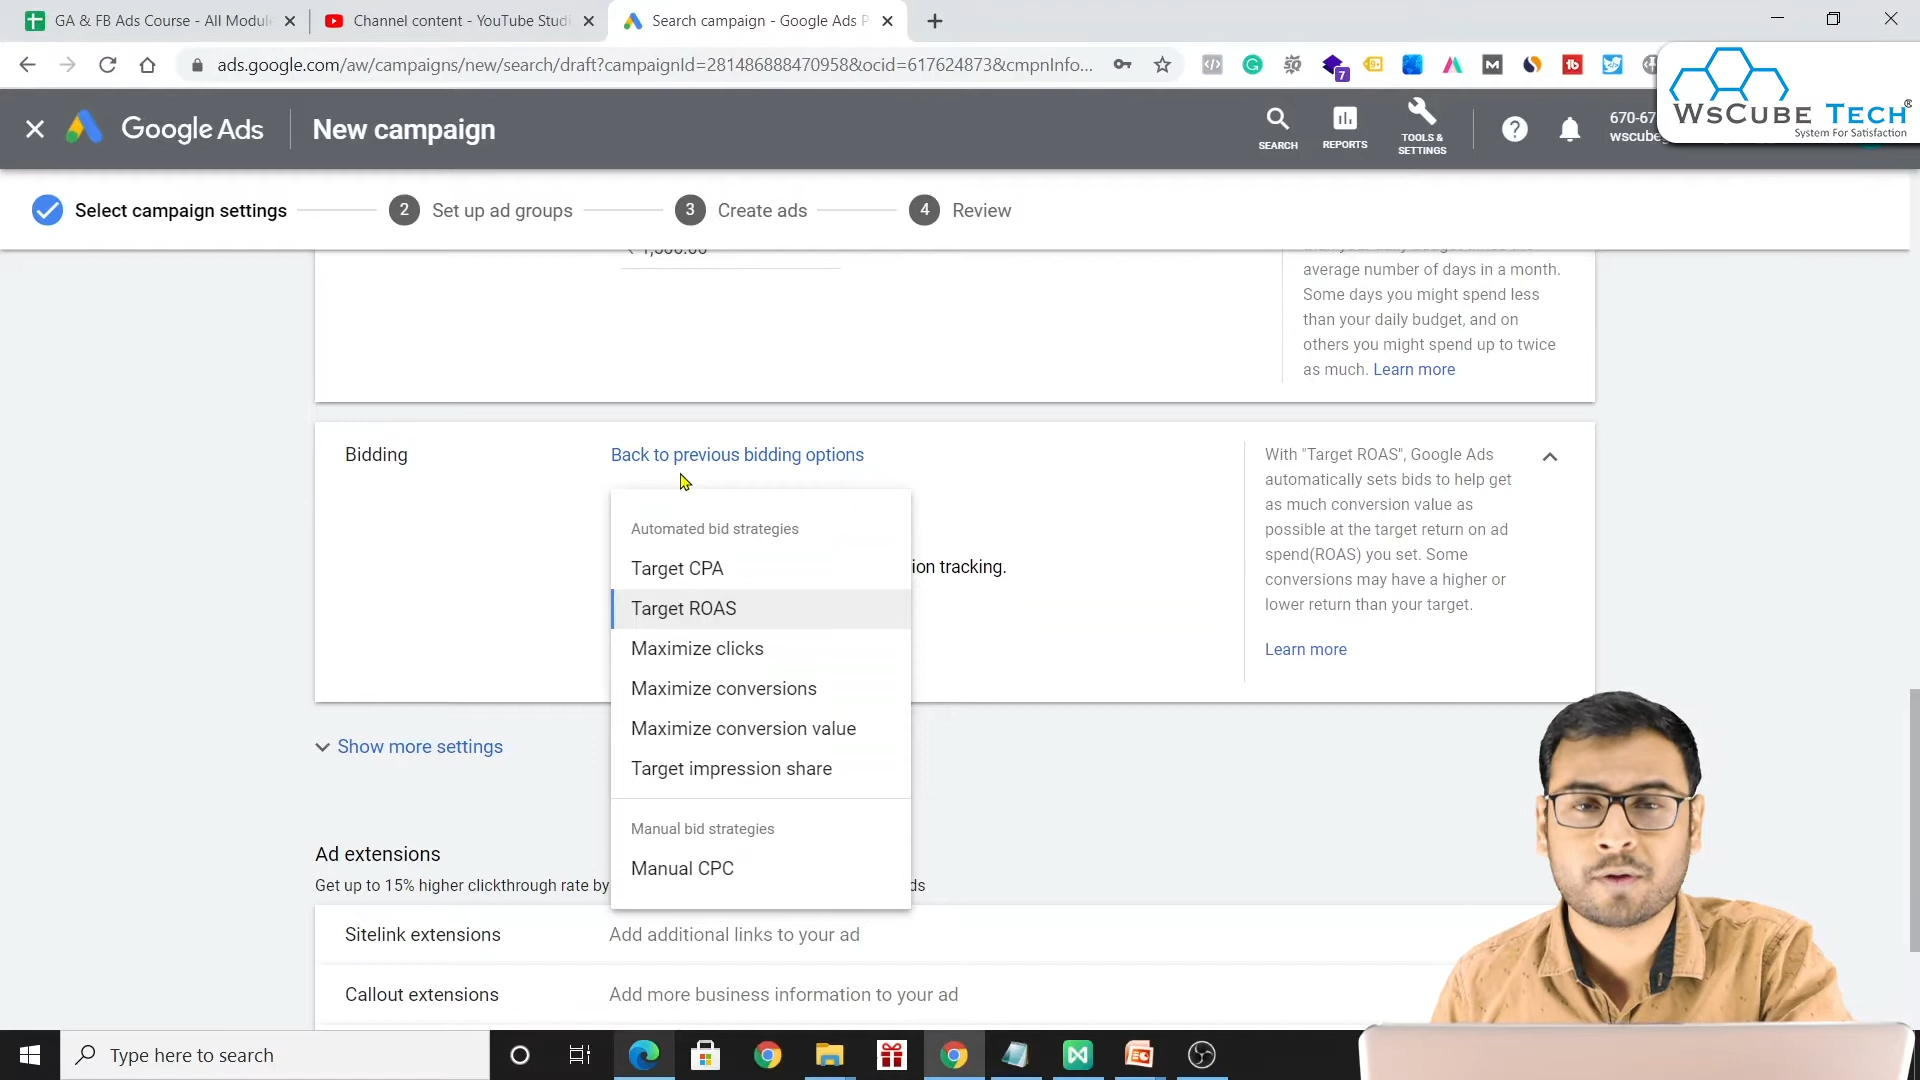 GA & FB Ads Course - All Modul
Channel content - YouTube Studi
Search campaign - Google Ads P
ads.google.com/aw/campaigns/new/search/draft?campaignId=281486888470958&ocid=617624873&cmpnInfo...
7
WsCube Tech®
System For Satisfaction
Google Ads
New campaign
SEARCH
REPORTS
TOOLS &
SETTINGS
670-67
wscube
Select campaign settings
2 Set up ad groups
3 Create ads
4 Review
average number of days in a month.
Some days you might spend less
than your daily budget, and on
others you might spend up to twice
as much. Learn more
Bidding
Back to previous bidding options
Automated bid strategies
Target CPA
ion tracking.
Target ROAS
Maximize clicks
Maximize conversions
Maximize conversion value
Target impression share
Manual bid strategies
Manual CPC
With "Target ROAS", Google Ads
automatically sets bids to help get
as much conversion value as
possible at the target return on ad
spend(ROAS) you set. Some
conversions may have a higher or
lower return than your target.
Learn more
Show more settings
Ad extensions
Get up to 15% higher clickthrough rate by
ds
Sitelink extensions
Add additional links to your ad
Callout extensions
Add more business information to your ad
Type here to search